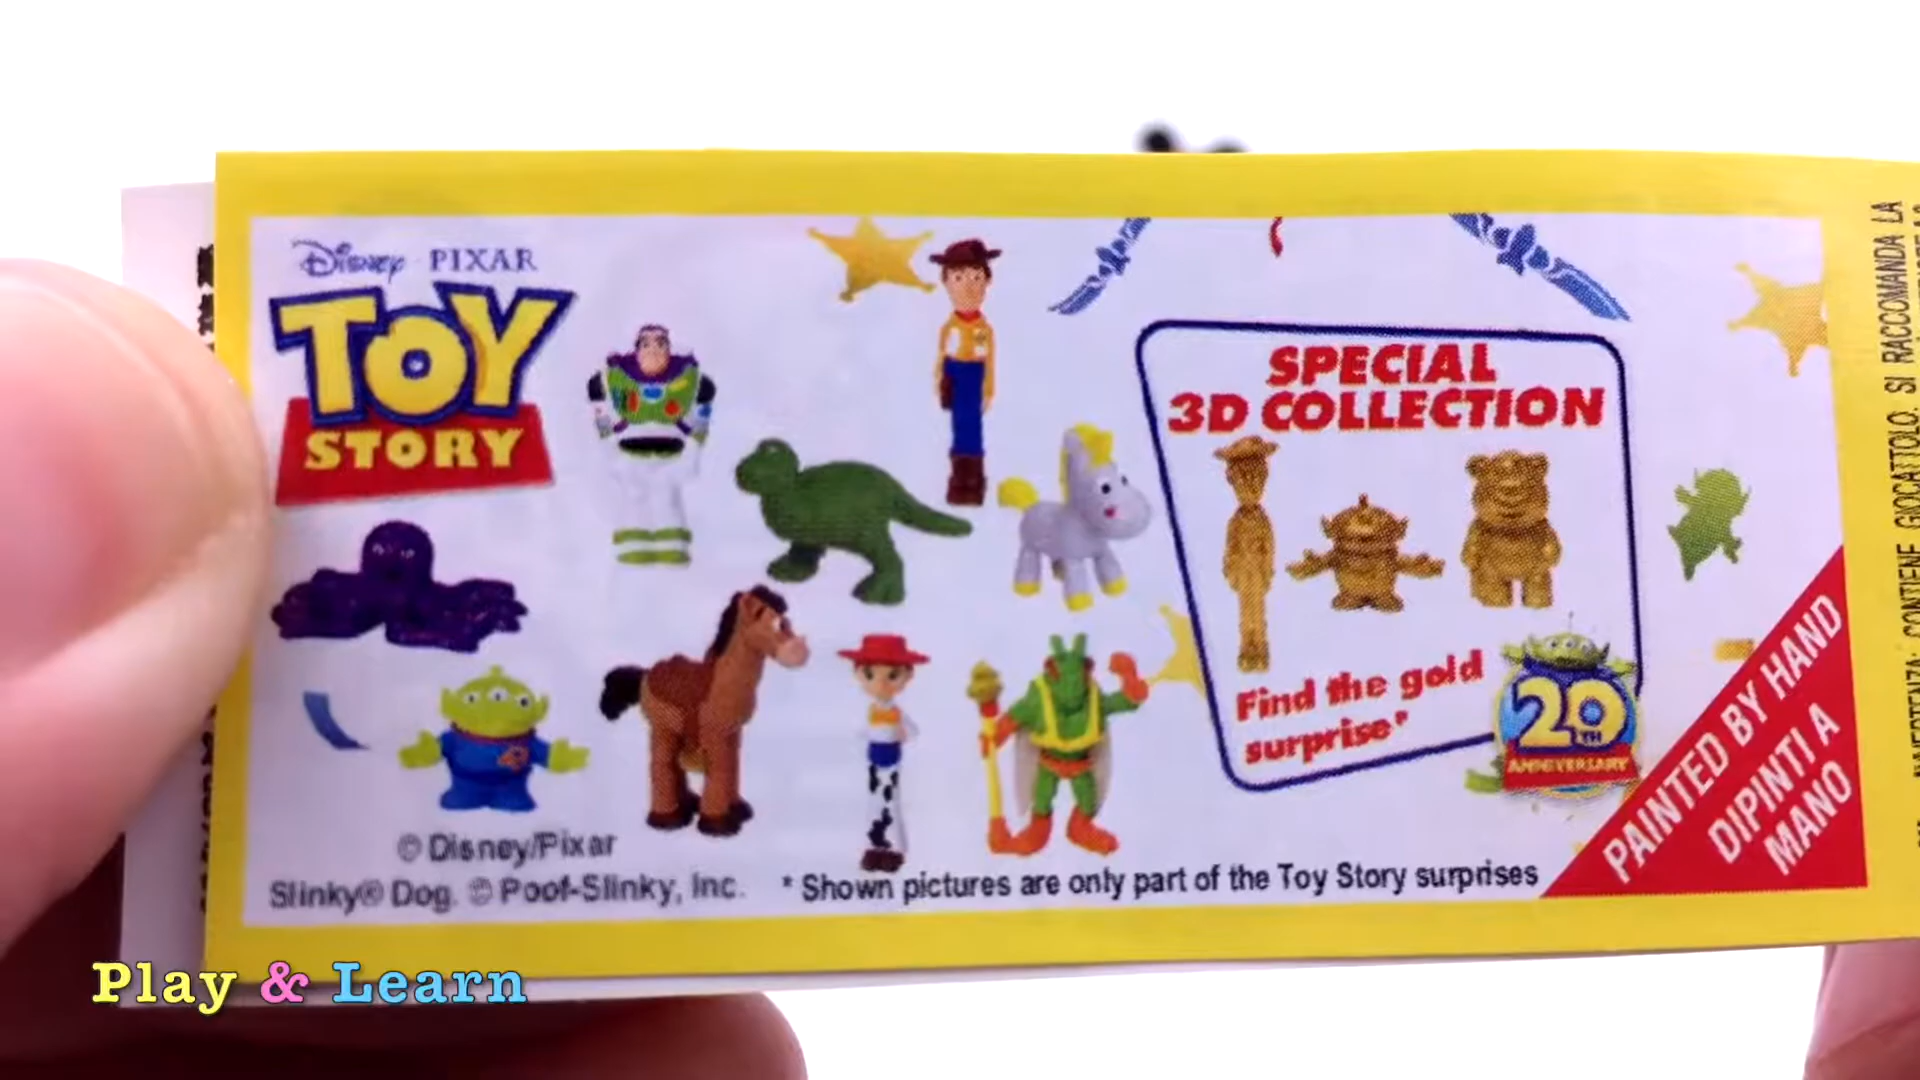 Disney PIXAR
TOY
STORY
SPECIAL
3D COLLECTION
Find the gold
surprise*
20TH
ANNIVERSARY
PAINTED BY HAND
DIPINTI A
MANO
© Disney/Pixar
Slinky® Dog. © Poof-Slinky, Inc.
* Shown pictures are only part of the Toy Story surprises
CONTIENE GIOCATTOLO. SI RACCOMANDA LA
Play & Learn